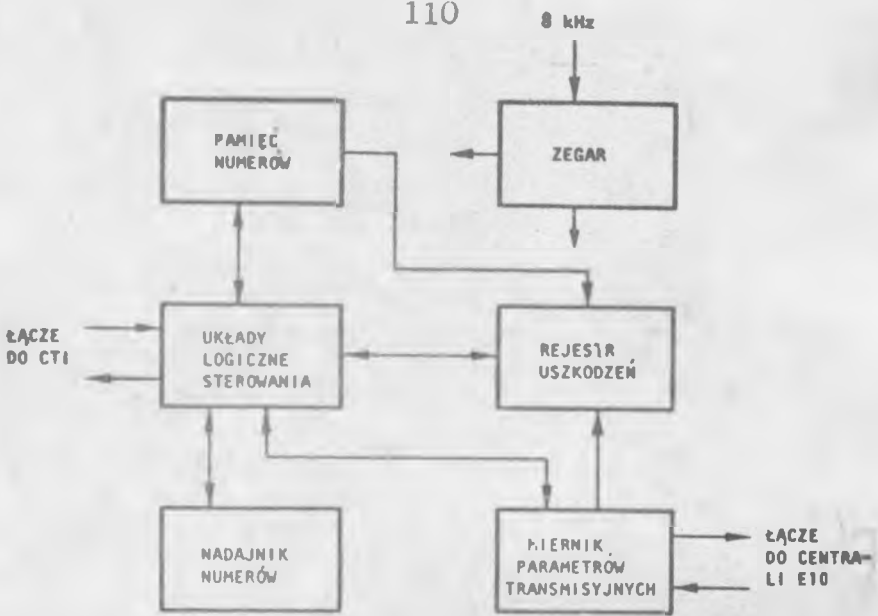 110
8 kHz
PAMIĘĆ
NUMERÓW
ZEGAR
ŁĄCZE
DO CTI
UKŁADY
LOGICZNE
STEROWANIA
REJESTR
USZKODZEŃ
NADAJNIK
NUMERÓW
MIERNIK
PARAMETRÓW
TRANSMISYJNYCH
ŁĄCZE
DO CENTRA-
LI E10